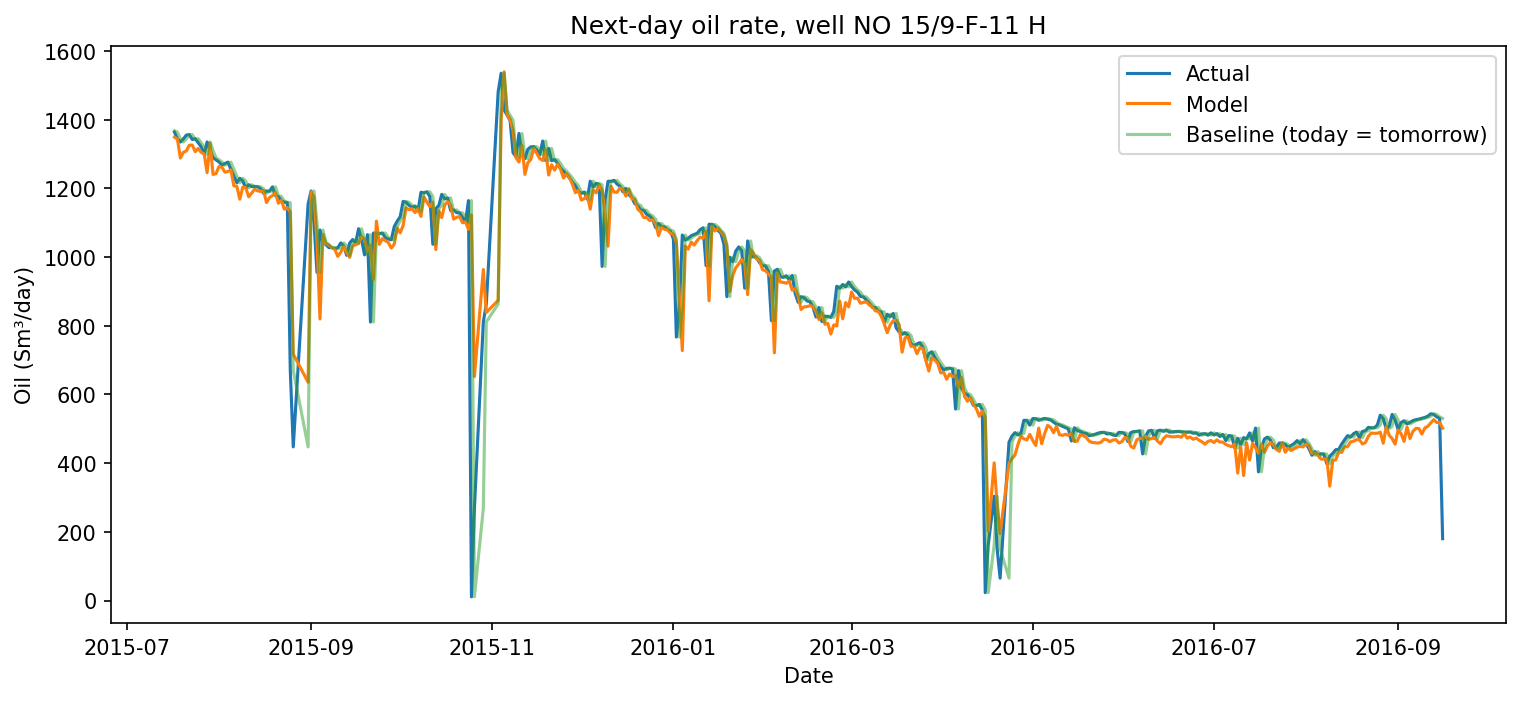 Next-day oil rate, well NO 15/9-F-11 H
Actual
Model
Baseline (today = tomorrow)
Oil (Sm³/day)
1600
1400
1200
1000
800
600
400
200
0
2015-07
2015-09
2015-11
2016-01
2016-03
2016-05
2016-07
2016-09
Date